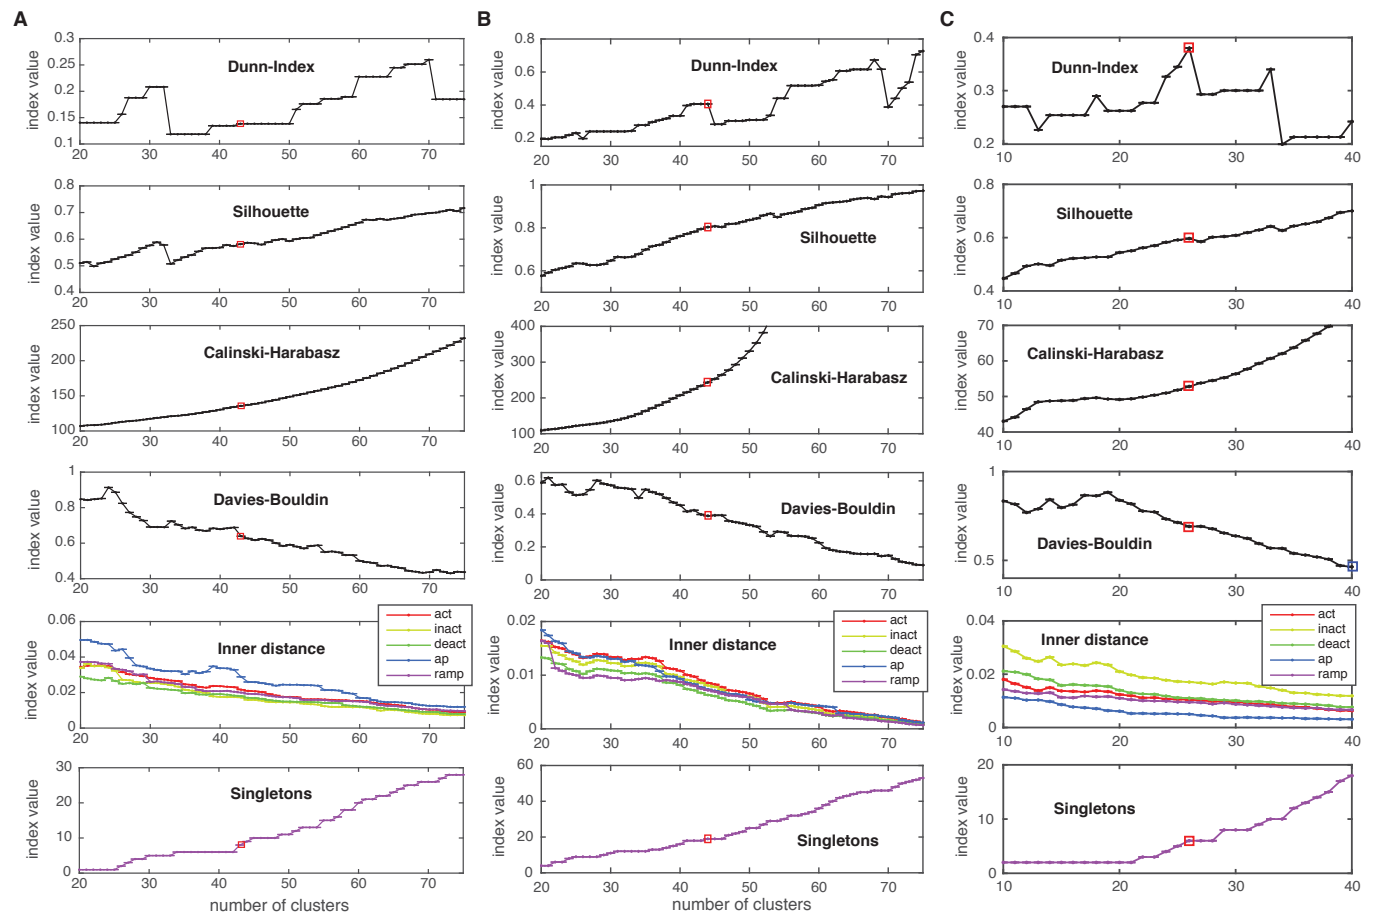 A
0.3
0.25
0.2
0.15
0.1
index value
Dunn-Index
20 30 40 50 60 70
0.8
0.7
0.6
0.5
0.4
index value
Silhouette
20 30 40 50 60 70
250
200
150
100
index value
Calinski-Harabasz
20 30 40 50 60 70
1
0.8
0.6
0.4
index value
Davies-Bouldin
20 30 40 50 60 70
0.06
0.04
0.02
0
index value
Inner distance
act
inact
deact
ap
ramp
20 30 40 50 60 70
30
20
10
0
index value
Singletons
20 30 40 50 60 70
number of clusters
B
0.8
0.6
0.4
0.2
index value
Dunn-Index
20 30 40 50 60 70
1
0.8
0.6
index value
Silhouette
20 30 40 50 60 70
400
300
200
100
index value
Calinski-Harabasz
20 30 40 50 60 70
0.6
0.4
0.2
0
index value
Davies-Bouldin
20 30 40 50 60 70
0.02
0.01
0
index value
Inner distance
act
inact
deact
ap
ramp
20 30 40 50 60 70
60
40
20
0
index value
Singletons
20 30 40 50 60 70
number of clusters
C
0.4
0.3
0.2
index value
Dunn-Index
10 20 30 40
0.8
0.6
0.4
index value
Silhouette
10 20 30 40
70
60
50
40
index value
Calinski-Harabasz
10 20 30 40
1
0.5
index value
Davies-Bouldin
10 20 30 40
0.04
0.02
0
index value
Inner distance
act
inact
deact
ap
ramp
10 20 30 40
20
10
0
index value
Singletons
10 20 30 40
number of clusters